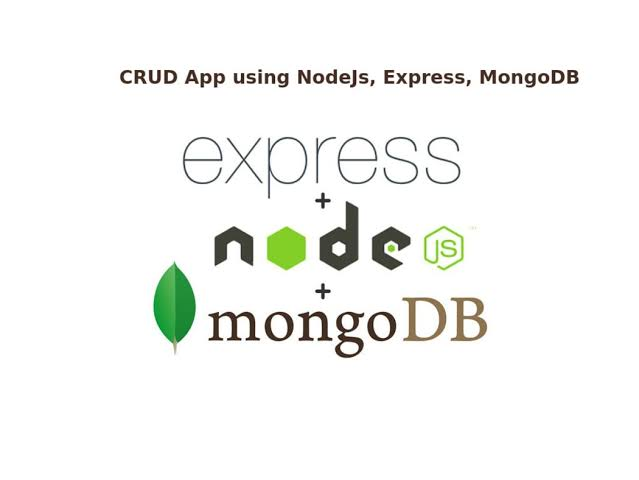 CRUD App using NodeJs, Express, MongoDB
express
+
node JS
+
mongoDB